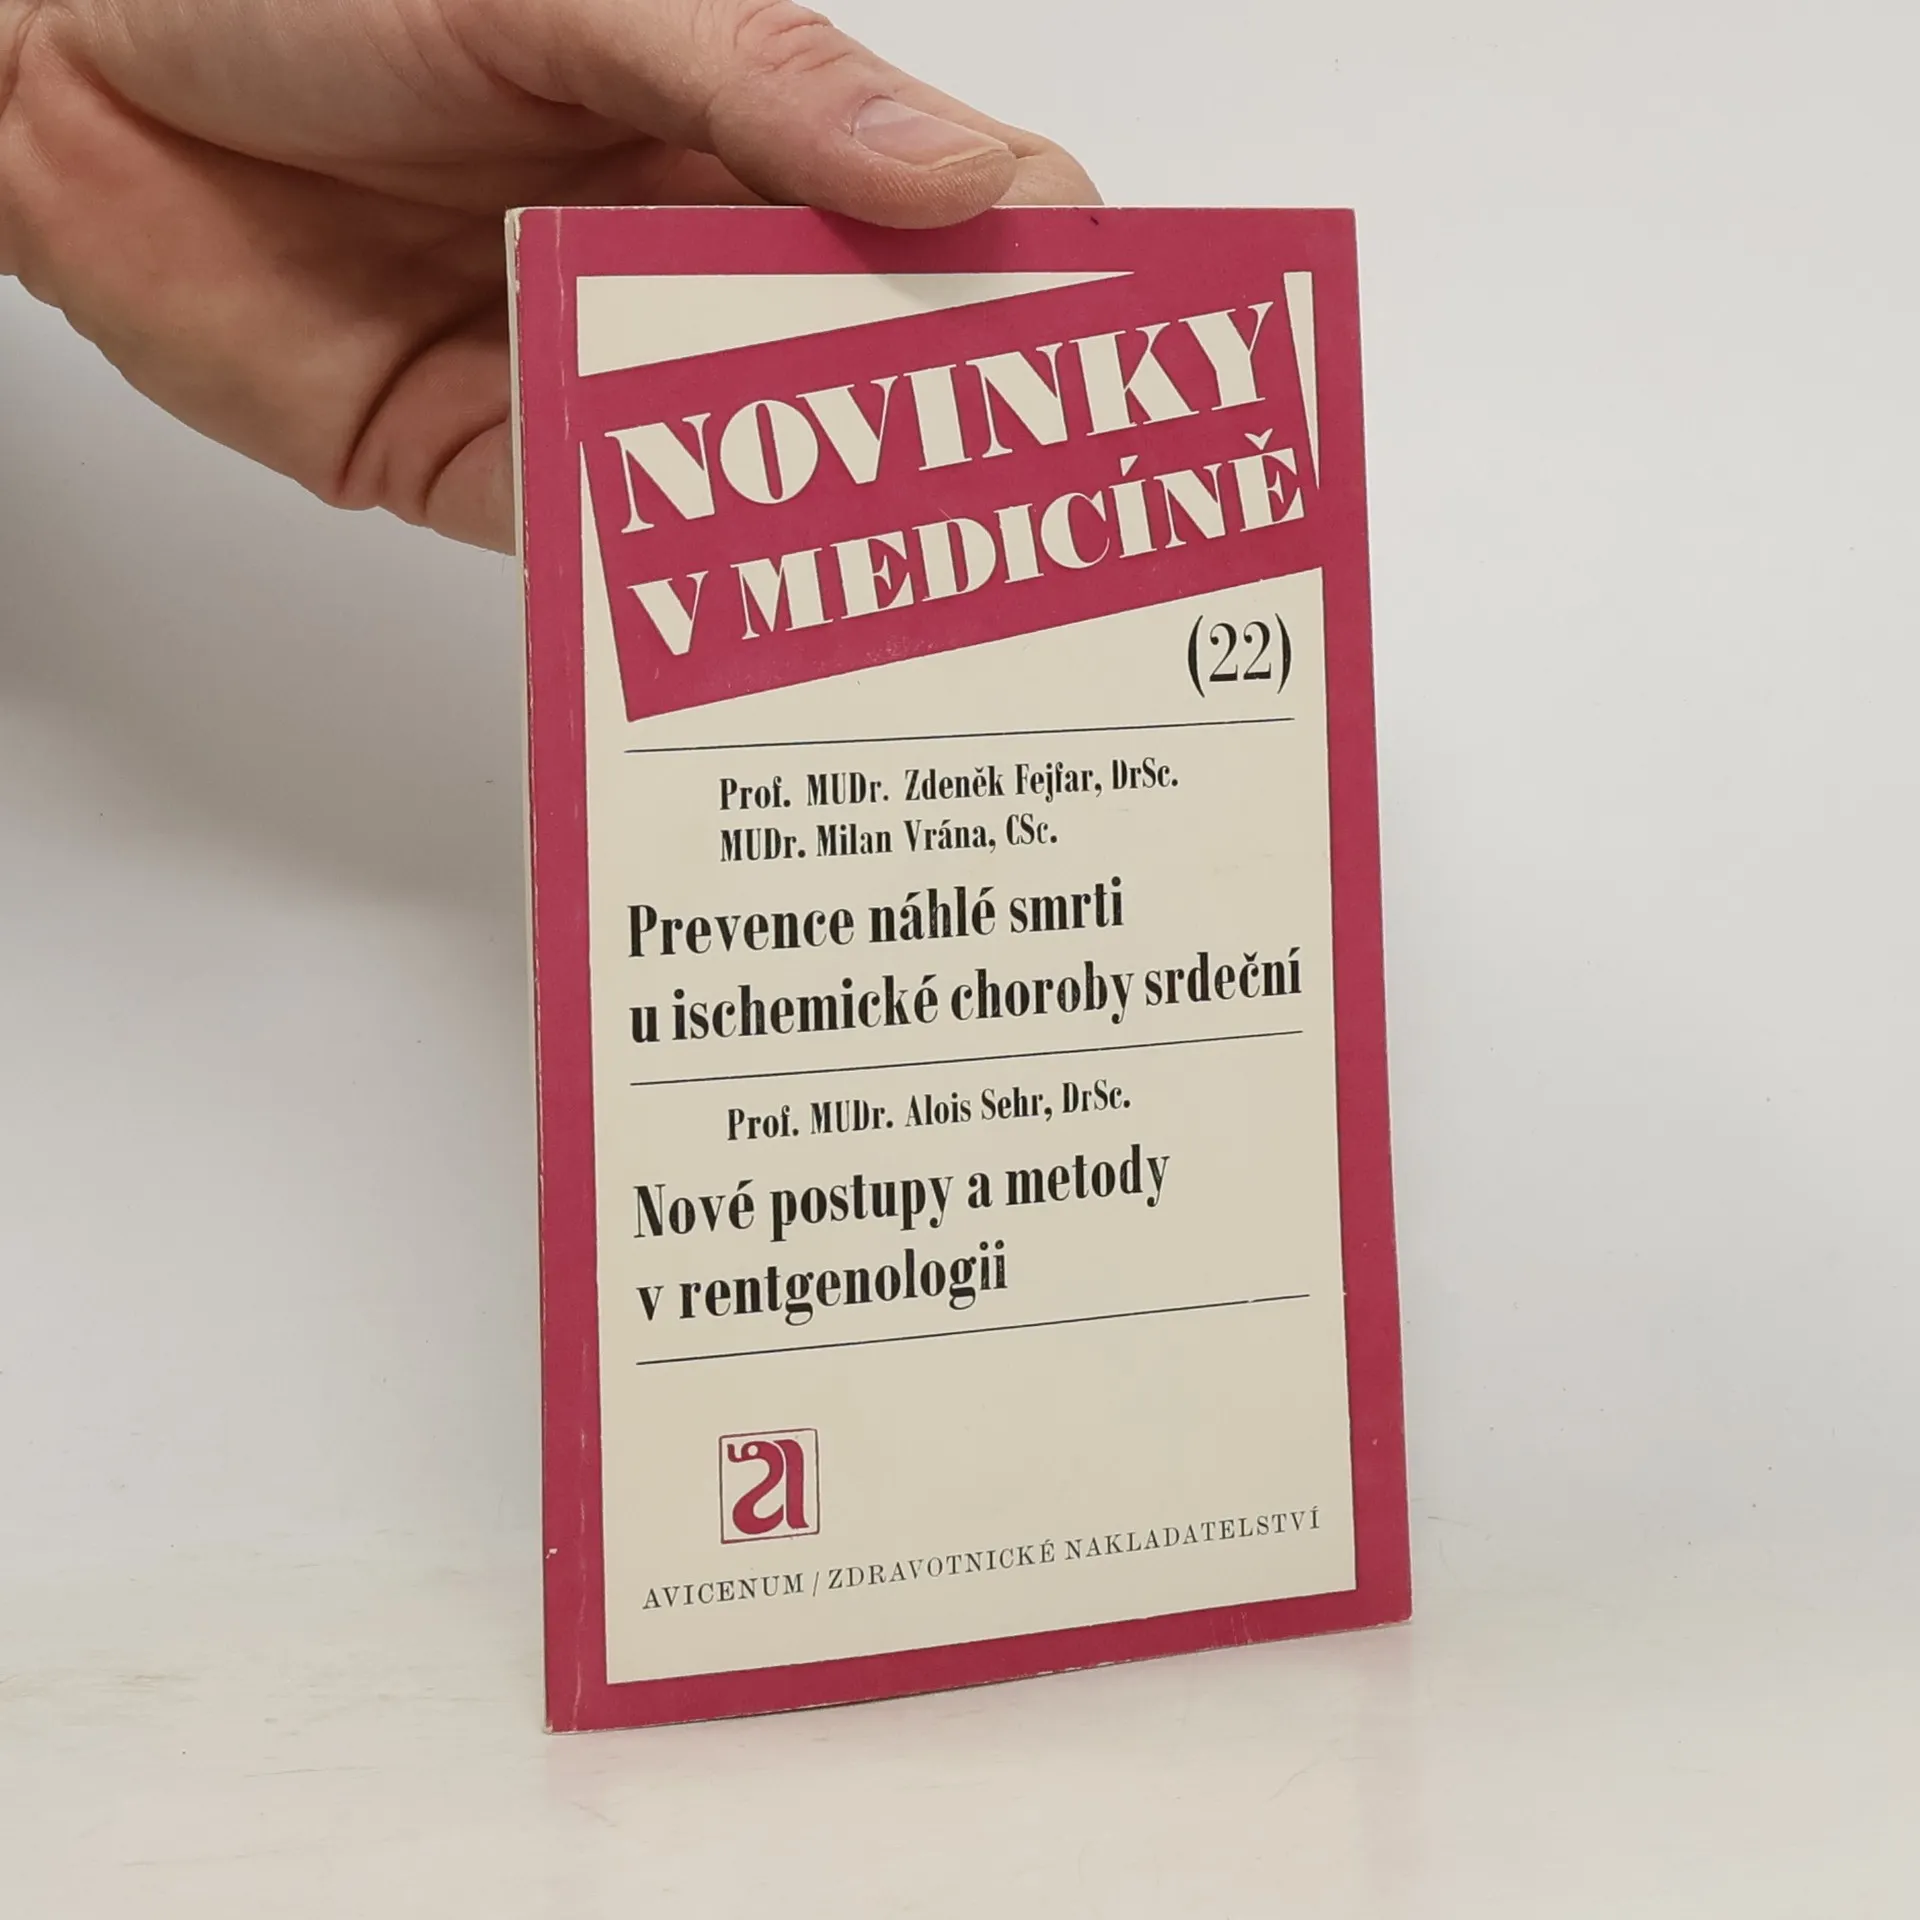 NOVINKY
V MEDICÍNĚ
(22)
Prof. MUDr. Zdeněk Fejfar, DrSc.
MUDr. Milan Vrána, CSc.
Prevence náhlé smrti
u ischemické choroby srdeční
Prof. MUDr. Alois Sehr, DrSc.
Nové postupy a metody
v rentgenologii
AVICENUM / ZDRAVOTNICKÉ NAKLADATELSTVÍ